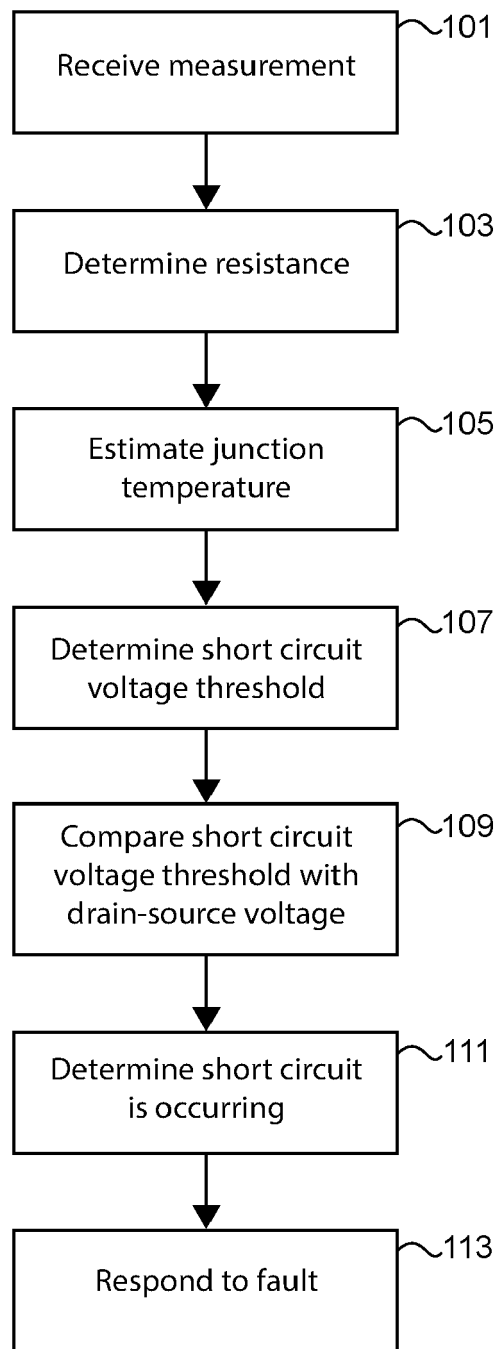 101
Receive measurement
103
Determine resistance
105
Estimate junction
temperature
107
Determine short circuit
voltage threshold
109
Compare short circuit
voltage threshold with
drain-source voltage
111
Determine short circuit
is occurring
113
Respond to fault